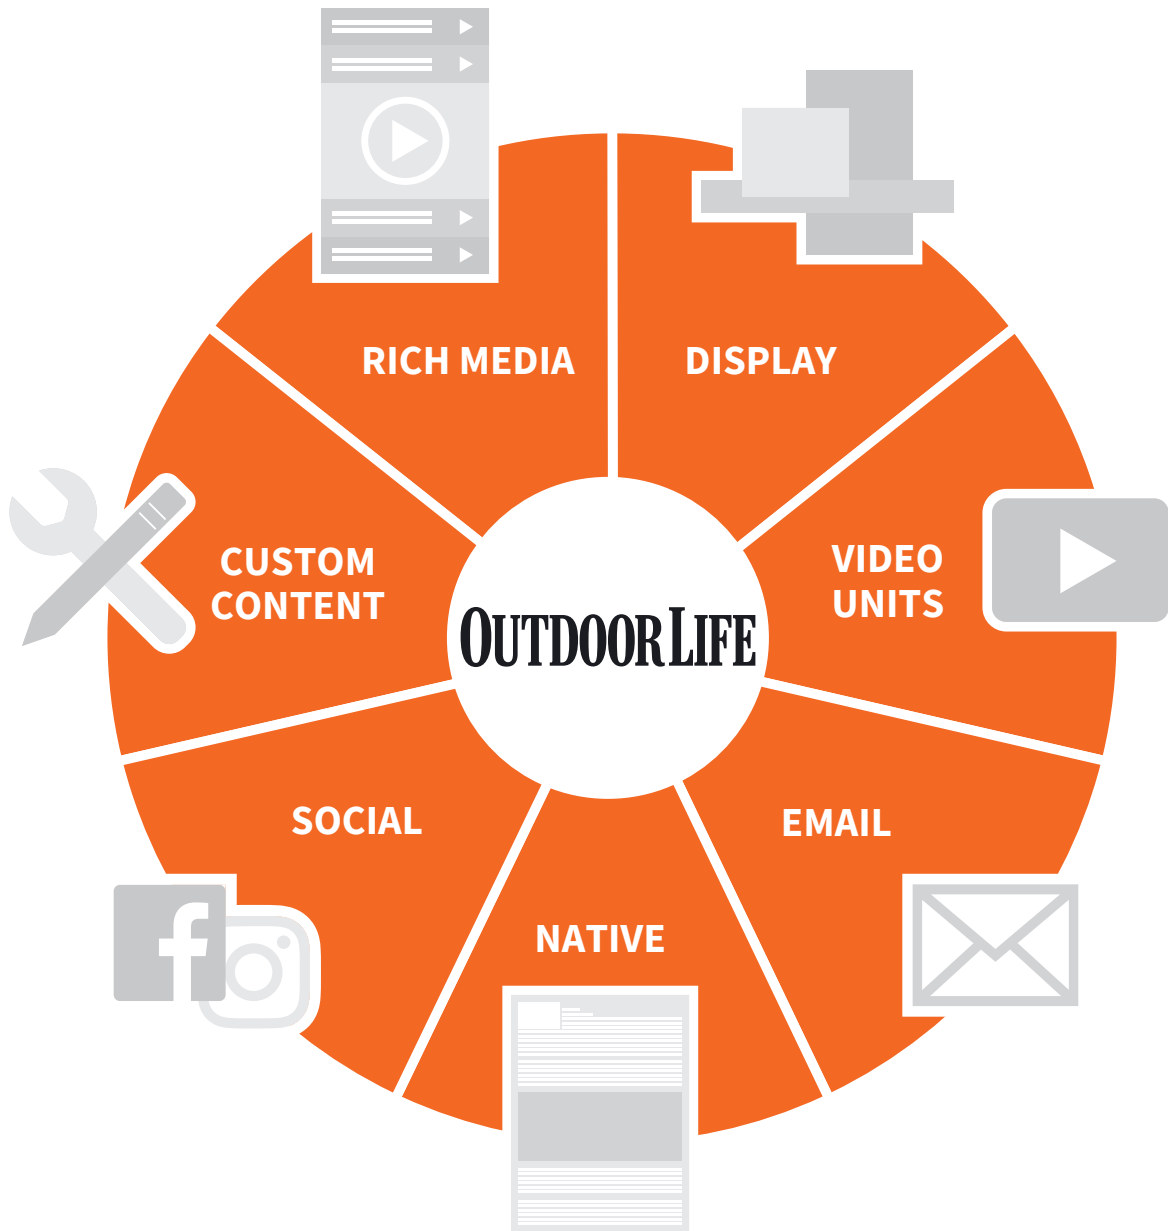 RICH MEDIA
DISPLAY
CUSTOM
CONTENT
VIDEO
UNITS
OUTDOOR LIFE
SOCIAL
EMAIL
NATIVE